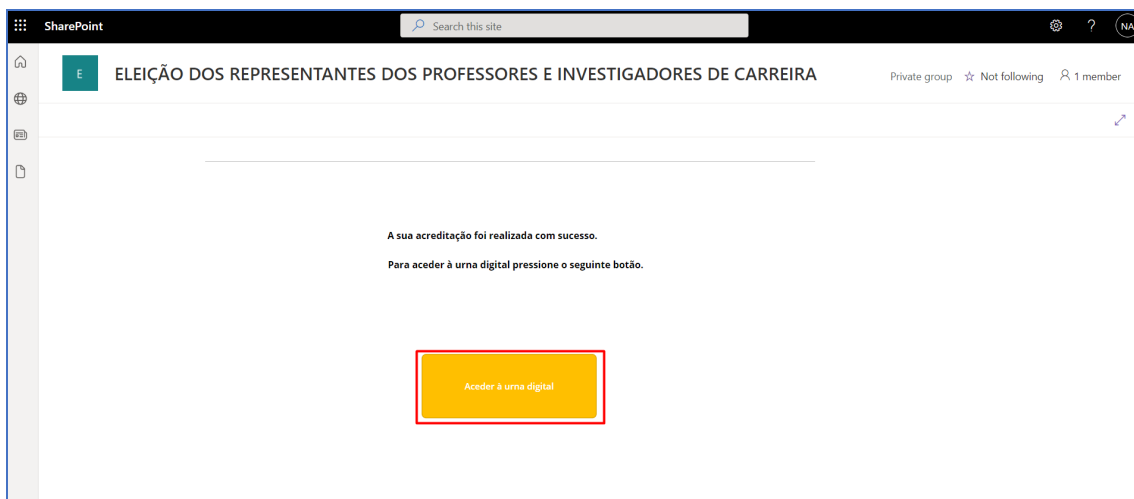 SharePoint
Search this site
?
NA
E
ELEIÇÃO DOS REPRESENTANTES DOS PROFESSORES E INVESTIGADORES DE CARREIRA
Private group
Not following
1 member
A sua acreditação foi realizada com sucesso.
Para aceder à urna digital pressione o seguinte botão.
Aceder à urna digital